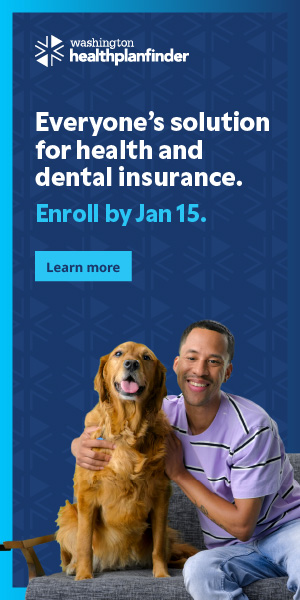 washington
healthplanfinder
Everyone's solution
for health and
dental insurance.
Enroll by Jan 15.
Learn more